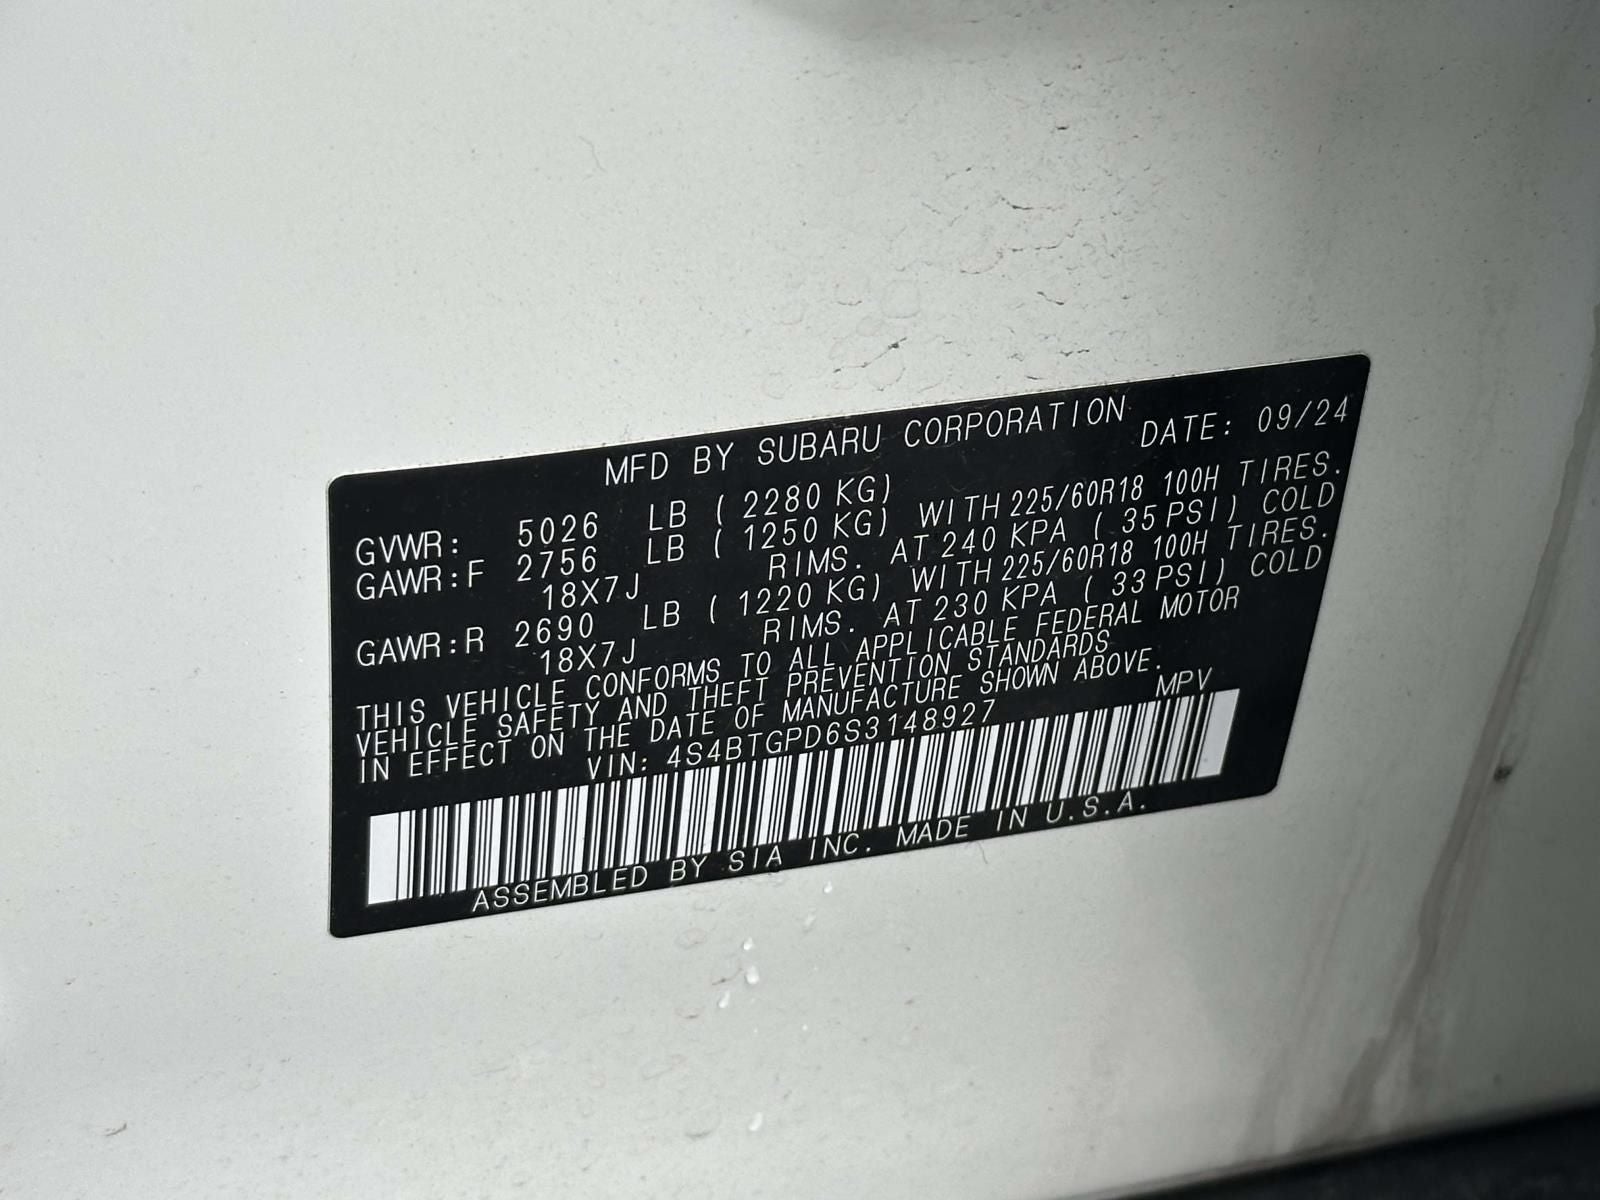 MFD BY SUBARU CORPORATION DATE: 09/24
GVWR: 5026 LB ( 2280 KG)
GAWR:F 2756 LB ( 1250 KG) WITH 225/60R18 100H TIRES.
18X7J RIMS. AT 240 KPA ( 35 PSI) COLD
GAWR:R 2690 LB ( 1220 KG) WITH 225/60R18 100H TIRES.
18X7J RIMS. AT 230 KPA ( 33 PSI) COLD
THIS VEHICLE CONFORMS TO ALL APPLICABLE FEDERAL MOTOR
VEHICLE SAFETY AND THEFT PREVENTION STANDARDS
IN EFFECT ON THE DATE OF MANUFACTURE SHOWN ABOVE.
VIN: 4S4BTGPD6S3148927 MPV
ASSEMBLED BY SIA INC. MADE IN U.S.A.